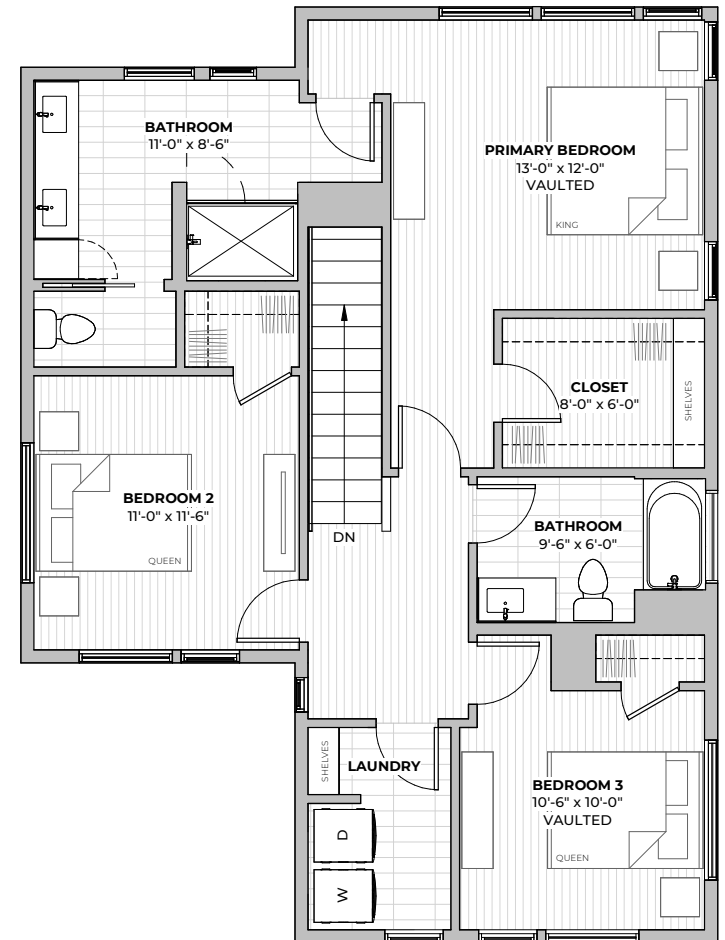 BATHROOM
11'-0" x 8'-6"
PRIMARY BEDROOM
13'-0" x 12'-0"
VAULTED
KING
CLOSET
8'-0" x 6'-0"
SHELVES
BEDROOM 2
11'-0" x 11'-6"
QUEEN
DN
BATHROOM
9'-6" x 6'-0"
SHELVES
LAUNDRY
D
W
BEDROOM 3
10'-6" x 10'-0"
VAULTED
QUEEN